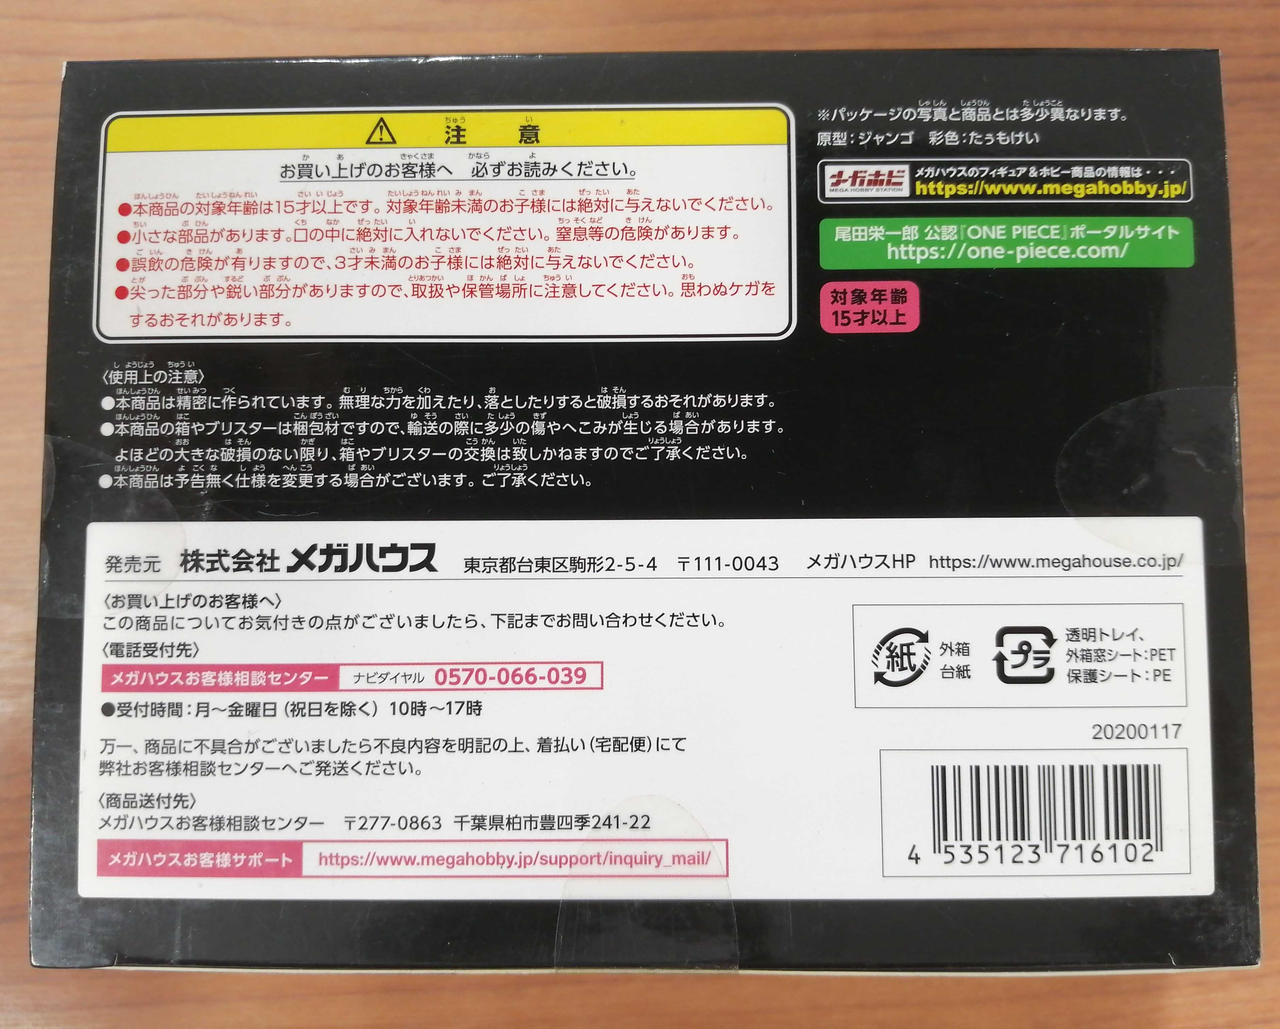 ⚠ 注意
お買い上げのお客様へ 必ずお読みください。
●本商品の対象年齢は15才以上です。対象年齢未満のお子様には絶対に与えないでください。
●小さな部品があります。口の中に絶対に入れないでください。窒息等の危険があります。
●誤飲の危険が有りますので、3才未満のお子様には絶対に与えないでください。
●尖った部分や鋭い部分がありますので、取扱や保管場所に注意してください。思わぬケガを
するおそれがあります。
※パッケージの写真と商品とは多少異なります。
原型:ジャンゴ 彩色:たぅもけい
メガホビ
MEGA HOBBY STATION
メガハウスのフィギュア&ホビー商品の情報は・・・
https://www.megahobby.jp/
尾田栄一郎 公認『ONE PIECE』ポータルサイト
https://one-piece.com/
対象年齢
15才以上
〈使用上の注意〉
●本商品は精密に作られています。無理な力を加えたり、落としたりすると破損するおそれがあります。
●本商品の箱やブリスターは梱包材ですので、輸送の際に多少の傷やへこみが生じる場合があります。
よほどの大きな破損のない限り、箱やブリスターの交換は致しかねますのでご了承ください。
●本商品は予告無く仕様を変更する場合がございます。ご了承ください。
発売元 株式会社 メガハウス 東京都台東区駒形2-5-4 〒111-0043 メガハウスHP https://www.megahouse.co.jp/
〈お買い上げのお客様へ〉
この商品についてお気付きの点がございましたら、下記までお問い合わせください。
〈電話受付先〉
メガハウスお客様相談センター ナビダイヤル 0570-066-039
●受付時間:月〜金曜日(祝日を除く) 10時〜17時
万一、商品に不具合がございましたら不良内容を明記の上、着払い(宅配便)にて
弊社お客様相談センターへご発送ください。
〈商品送付先〉
メガハウスお客様相談センター 〒277-0863 千葉県柏市豊四季241-22
メガハウスお客様サポート https://www.megahobby.jp/support/inquiry_mail/
紙 外箱
台紙
プラ 透明トレイ、
外箱窓シート:PET
保護シート:PE
20200117
4 535123 716102